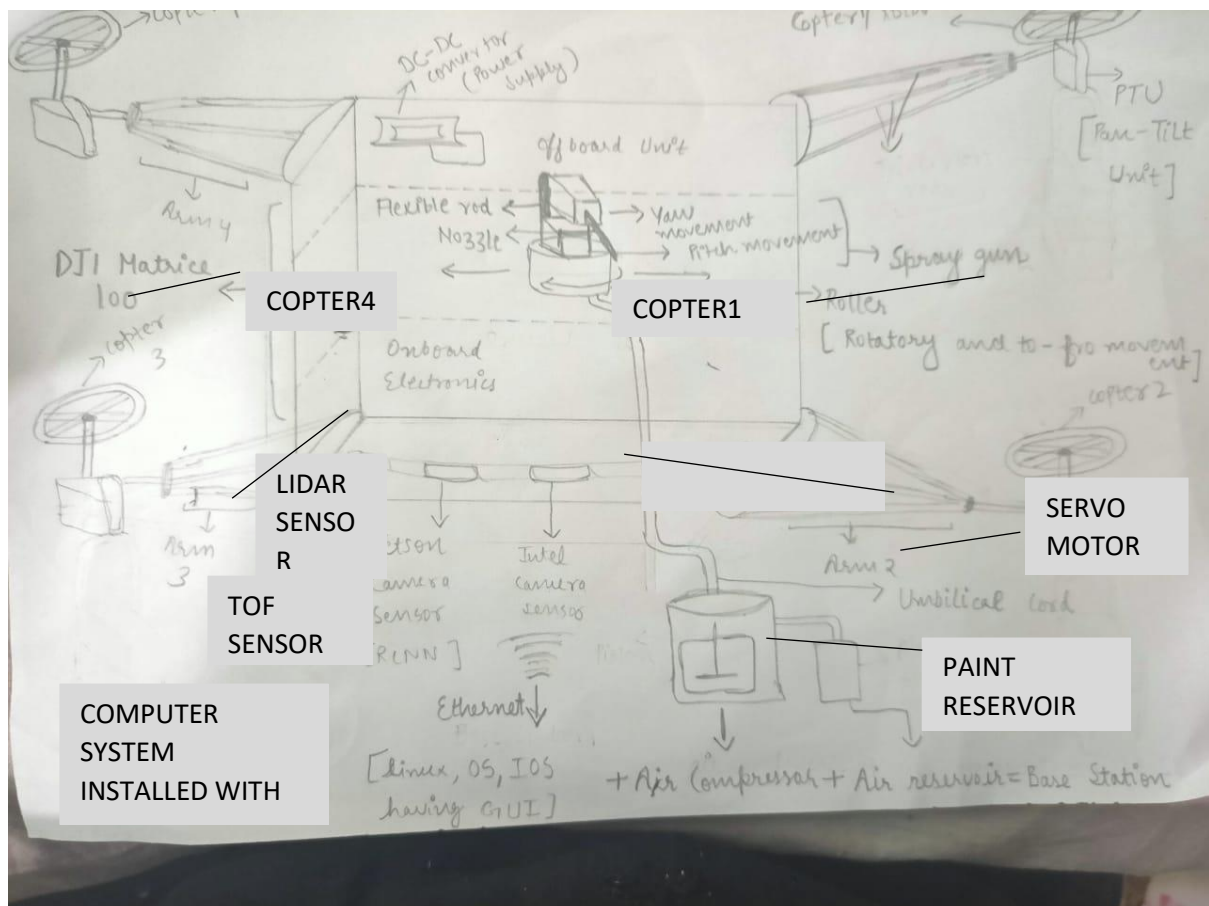 DC-DC
convertor
(Power
supply)
PTU
[Pan-Tilt
Unit]
Offboard Unit
Arm 4
Flexible rod
Yaw
movement
Nozzle
Pitch movement
Spray gun
DJI Matrice
100
COPTER4
COPTER1
Roller
[Rotatory and to-fro movem
ent]
copter
3
Onboard
Electronics
copter 2
LIDAR
SENSO
R
SERVO
MOTOR
Arm
3
camera
sensor
Intel
camera
sensor
Arm 2
TOF
SENSOR
Umbilical Cord
PAINT
RESERVOIR
COMPUTER
SYSTEM
INSTALLED WITH
Ethernet
[Linux, OS, IOS
having GUI]
+ Air Compressor + Air reservoir = Base Station